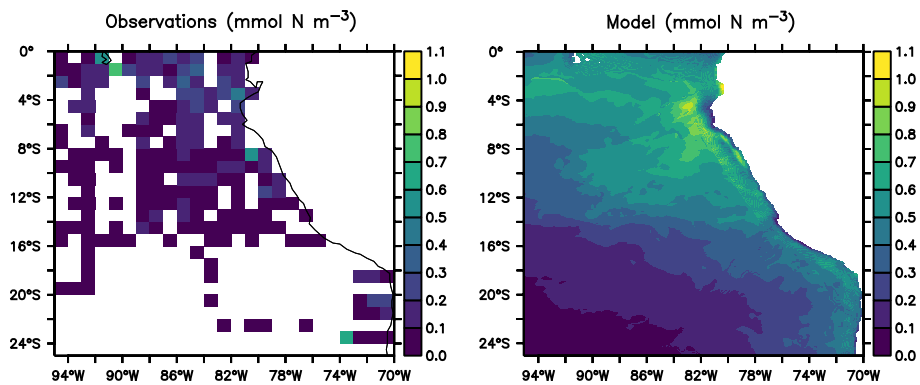 Observations (mmol N m⁻³)
Model (mmol N m⁻³)
0°
4°S
8°S
12°S
16°S
20°S
24°S
94°W
90°W
86°W
82°W
78°W
74°W
70°W
1.1
1.0
0.9
0.8
0.7
0.6
0.5
0.4
0.3
0.2
0.1
0.0
0°
4°S
8°S
12°S
16°S
20°S
24°S
94°W
90°W
86°W
82°W
78°W
74°W
70°W
1.1
1.0
0.9
0.8
0.7
0.6
0.5
0.4
0.3
0.2
0.1
0.0